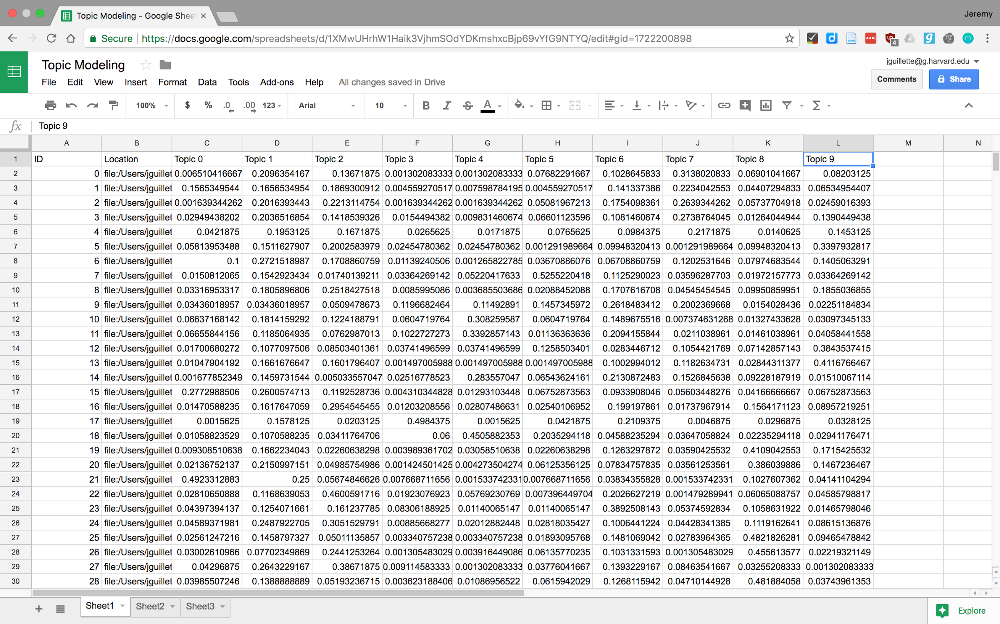 Topic Modeling - Google Sheet
Jeremy
Secure https://docs.google.com/spreadsheets/d/1XMwUHrhW1Haik3VjhmSOdYDKmshxcBjp69vYfG9NTYQ/edit#gid=1722200898
4
Topic Modeling
jguillette@g.harvard.edu
File Edit View Insert Format Data Tools Add-ons Help All changes saved in Drive
Comments Share
100% $ % .0 .00 123 Arial 10 B I S A Σ
fx Topic 9
A B C D E F G H I J K L M N
1 ID Location Topic 0 Topic 1 Topic 2 Topic 3 Topic 4 Topic 5 Topic 6 Topic 7 Topic 8 Topic 9
2 0 file:/Users/jguillet 0.006510416667 0.2096354167 0.13671875 0.001302083333 0.001302083333 0.07682291667 0.1028645833 0.3138020833 0.06901041667 0.08203125
3 1 file:/Users/jguillet 0.1565349544 0.1656534954 0.1869300912 0.004559270517 0.007598784195 0.004559270517 0.141337386 0.2234042553 0.04407294833 0.06534954407
4 2 file:/Users/jguillet 0.001639344262 0.2016393443 0.2213114754 0.001639344262 0.001639344262 0.05081967213 0.1754098361 0.2639344262 0.05737704918 0.02459016393
5 3 file:/Users/jguillet 0.02949438202 0.2036516854 0.1418539326 0.0154494382 0.009831460674 0.06601123596 0.1081460674 0.2738764045 0.01264044944 0.1390449438
6 4 file:/Users/jguillet 0.0421875 0.1953125 0.1671875 0.0265625 0.0171875 0.0765625 0.0984375 0.2171875 0.0140625 0.1453125
7 5 file:/Users/jguillet 0.05813953488 0.1511627907 0.2002583979 0.02454780362 0.02454780362 0.001291989664 0.09948320413 0.001291989664 0.09948320413 0.3397932817
8 6 file:/Users/jguillet 0.1 0.2721518987 0.1708860759 0.01139240506 0.001265822785 0.03670886076 0.06708860759 0.1202531646 0.07974683544 0.1405063291
9 7 file:/Users/jguillet 0.0150812065 0.1542923434 0.01740139211 0.03364269142 0.05220417633 0.5255220418 0.1125290023 0.03596287703 0.01972157773 0.03364269142
10 8 file:/Users/jguillet 0.03316953317 0.1805896806 0.2518427518 0.0085995086 0.003685503686 0.02088452088 0.1707616708 0.04545454545 0.09950859951 0.1855036855
11 9 file:/Users/jguillet 0.03436018957 0.03436018957 0.0509478673 0.1196682464 0.11492891 0.1457345972 0.2618483412 0.2002369668 0.0154028436 0.02251184834
12 10 file:/Users/jguillet 0.06637168142 0.1814159292 0.1224188791 0.0604719764 0.308259587 0.0604719764 0.1489675516 0.007374631268 0.01327433628 0.03097345133
13 11 file:/Users/jguillet 0.06655844156 0.1185064935 0.0762987013 0.1022727273 0.3392857143 0.01136363636 0.2094155844 0.0211038961 0.01461038961 0.04058441558
14 12 file:/Users/jguillet 0.01700680272 0.1077097506 0.08503401361 0.03741496599 0.03741496599 0.1258503401 0.0283446712 0.1054421769 0.07142857143 0.3843537415
15 13 file:/Users/jguillet 0.01047904192 0.1661676647 0.1601796407 0.001497005988 0.001497005988 0.001497005988 0.1002994012 0.1182634731 0.02844311377 0.4116766467
16 14 file:/Users/jguillet 0.001677852349 0.1459731544 0.005033557047 0.02516778523 0.283557047 0.06543624161 0.2130872483 0.1526845638 0.09228187919 0.01510067114
17 15 file:/Users/jguillet 0.2772988506 0.2600574713 0.1192528736 0.004310344828 0.01293103448 0.06752873563 0.0933908046 0.05603448276 0.04166666667 0.06752873563
18 16 file:/Users/jguillet 0.01470588235 0.1617647059 0.2954545455 0.01203208556 0.02807486631 0.02540106952 0.199197861 0.01737967914 0.1564171123 0.08957219251
19 17 file:/Users/jguillet 0.0015625 0.1578125 0.0203125 0.4984375 0.0015625 0.0421875 0.2109375 0.0046875 0.0296875 0.0328125
20 18 file:/Users/jguillet 0.01058823529 0.1070588235 0.03411764706 0.06 0.4505882353 0.2035294118 0.04588235294 0.03647058824 0.02235294118 0.02941176471
21 19 file:/Users/jguillet 0.009308510638 0.1662234043 0.02260638298 0.003989361702 0.03058510638 0.02260638298 0.1263297872 0.03590425532 0.4109042553 0.1715425532
22 20 file:/Users/jguillet 0.02136752137 0.2150997151 0.04985754986 0.001424501425 0.004273504274 0.06125356125 0.07834757835 0.03561253561 0.386039886 0.1467236467
23 21 file:/Users/jguillet 0.4923312883 0.25 0.05674846626 0.007668711656 0.001533742331 0.007668711656 0.03834355828 0.001533742331 0.1027607362 0.04141104294
24 22 file:/Users/jguillet 0.02810650888 0.1168639053 0.4600591716 0.01923076923 0.05769230769 0.007396449704 0.2026627219 0.001479289941 0.06065088757 0.04585798817
25 23 file:/Users/jguillet 0.04397394137 0.1254071661 0.161237785 0.08306188925 0.01140065147 0.01140065147 0.3892508143 0.05374592834 0.1058631922 0.01465798046
26 24 file:/Users/jguillet 0.04589371981 0.2487922705 0.3051529791 0.00885668277 0.02012882448 0.02818035427 0.1006441224 0.04428341385 0.1119162641 0.08615136876
27 25 file:/Users/jguillet 0.02561247216 0.1458797327 0.05011135857 0.003340757238 0.003340757238 0.01893095768 0.1481069042 0.02783964365 0.4821826281 0.09465478842
28 26 file:/Users/jguillet 0.03002610966 0.07702349869 0.2441253264 0.001305483029 0.003916449086 0.06135770235 0.1031331593 0.001305483029 0.455613577 0.02219321149
29 27 file:/Users/jguillet 0.04296875 0.2643229167 0.38671875 0.009114583333 0.001302083333 0.03776041667 0.1393229167 0.08463541667 0.03255208333 0.001302083333
30 28 file:/Users/jguillet 0.03985507246 0.1388888889 0.05193236715 0.003623188406 0.01086956522 0.0615942029 0.1268115942 0.04710144928 0.481884058 0.03743961353
Sheet1 Sheet2 Sheet3 Explore